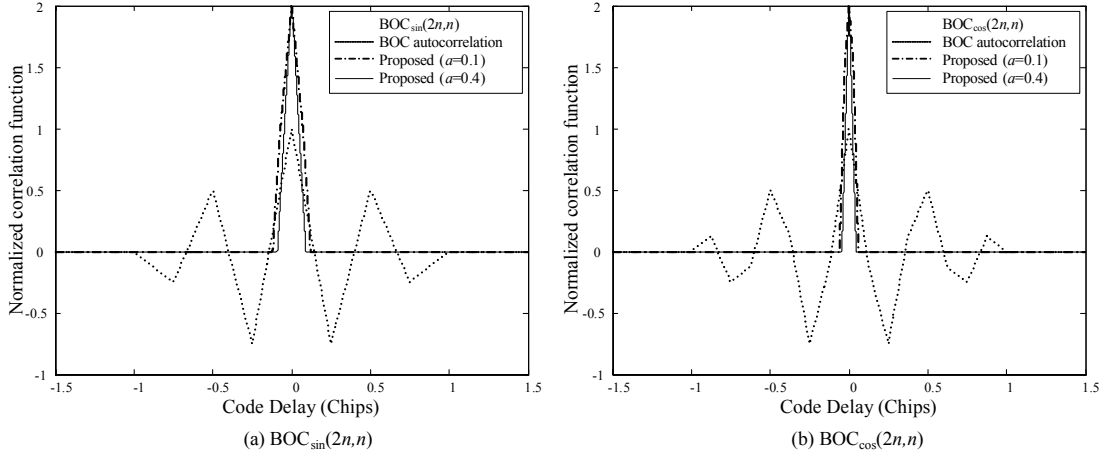 BOCsin(2n,n)
BOC autocorrelation
Proposed (a=0.1)
Proposed (a=0.4)
2
1.5
1
0.5
0
-0.5
-1
Normalized correlation function
-1.5
-1
-0.5
0
0.5
1
1.5
Code Delay (Chips)
(a) BOCsin(2n,n)
BOCcos(2n,n)
BOC autocorrelation
Proposed (a=0.1)
Proposed (a=0.4)
2
1.5
1
0.5
0
-0.5
-1
Normalized correlation function
-1.5
-1
-0.5
0
0.5
1
1.5
Code Delay (Chips)
(b) BOCcos(2n,n)